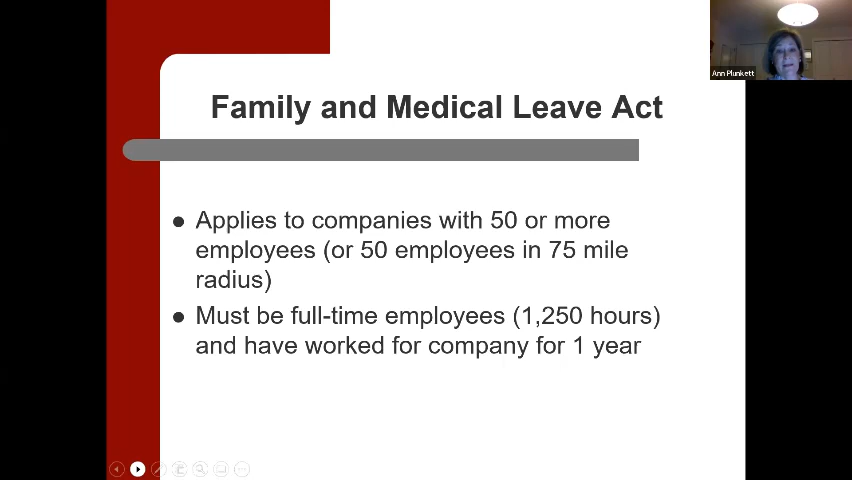 Ann Plunkett
Family and Medical Leave Act
● Applies to companies with 50 or more
employees (or 50 employees in 75 mile
radius)
● Must be full-time employees (1,250 hours)
and have worked for company for 1 year